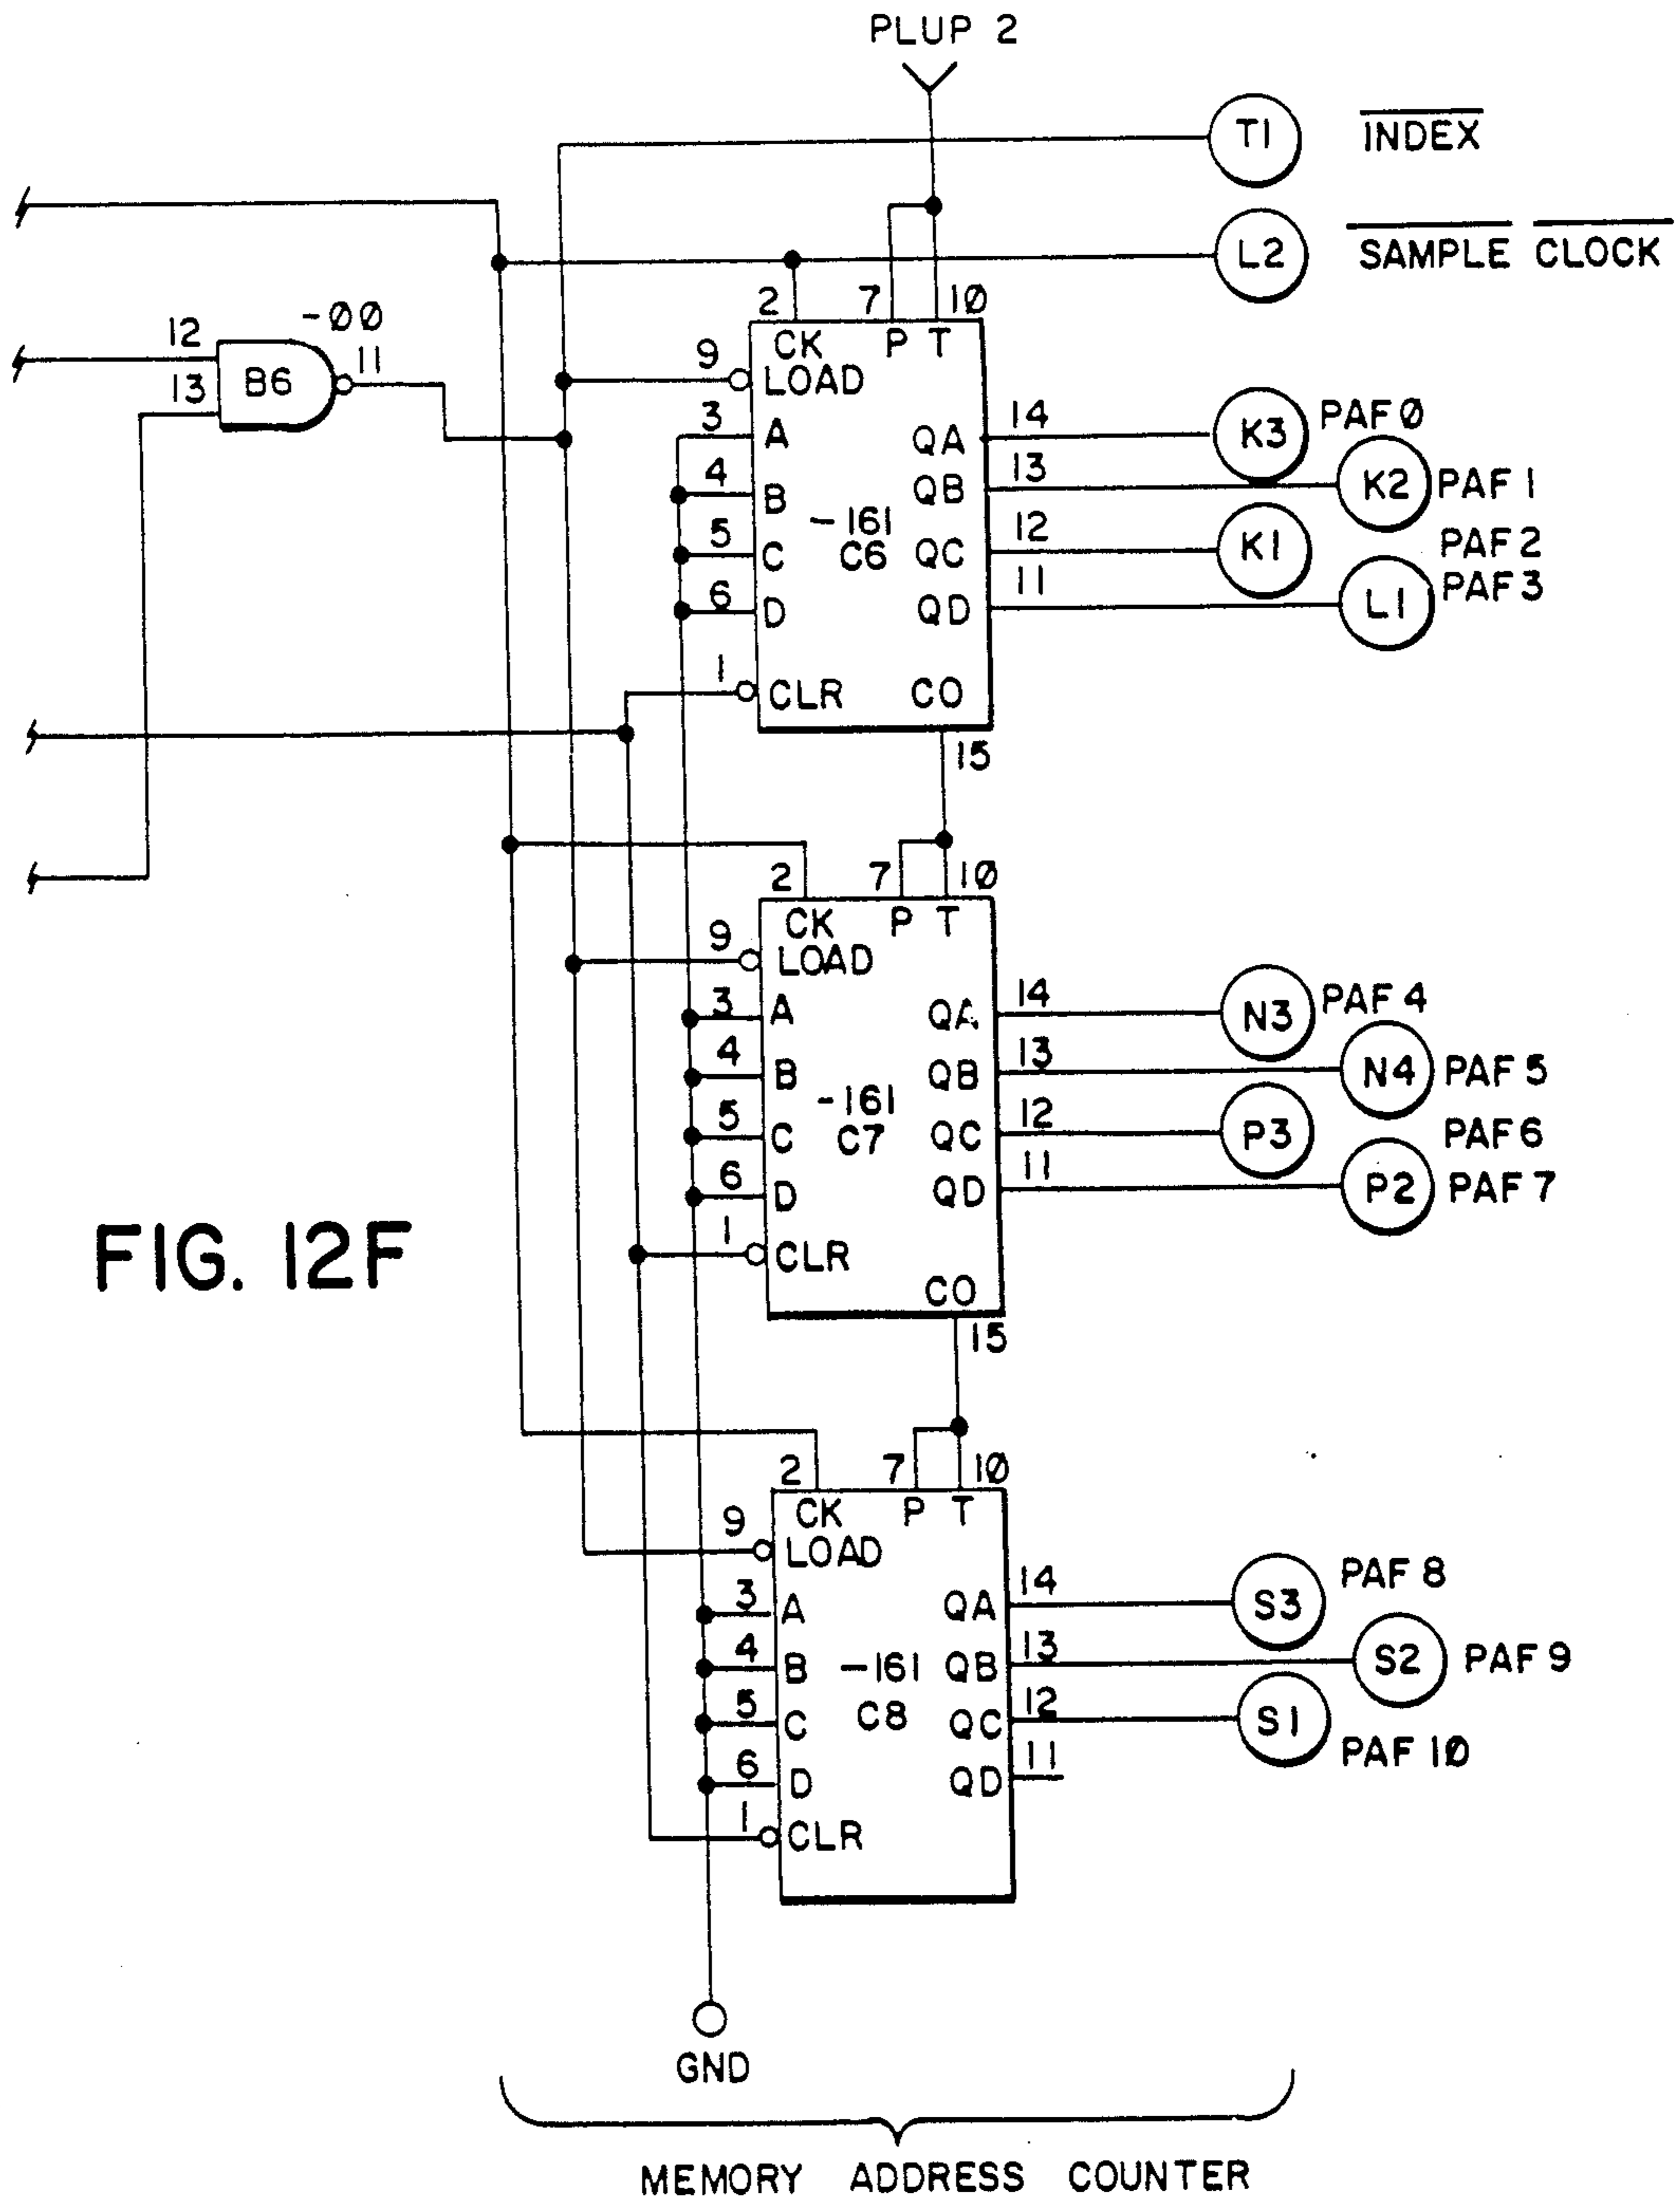 PLUP 2
T1 INDEX
L2 SAMPLE CLOCK
2 7 10
CK P T
9 LOAD
12 -00
13 B6 11
3 A QA 14 K3 PAF 0
4 B QB 13 K2 PAF 1
-161
5 C C6 QC 12 K1 PAF 2
6 D QD 11 L1 PAF 3
1 CLR CO
15
2 7 10
CK P T
9 LOAD
3 A QA 14 N3 PAF 4
4 B QB 13 N4 PAF 5
-161
5 C C7 QC 12 P3 PAF 6
6 D QD 11 P2 PAF 7
1 CLR
CO
15
FIG. 12F
2 7 10
CK P T
9 LOAD
3 A QA 14 S3 PAF 8
4 B -161 QB 13 S2 PAF 9
5 C C8 QC 12 S1 PAF 10
6 D QD 11
1 CLR
GND
MEMORY ADDRESS COUNTER